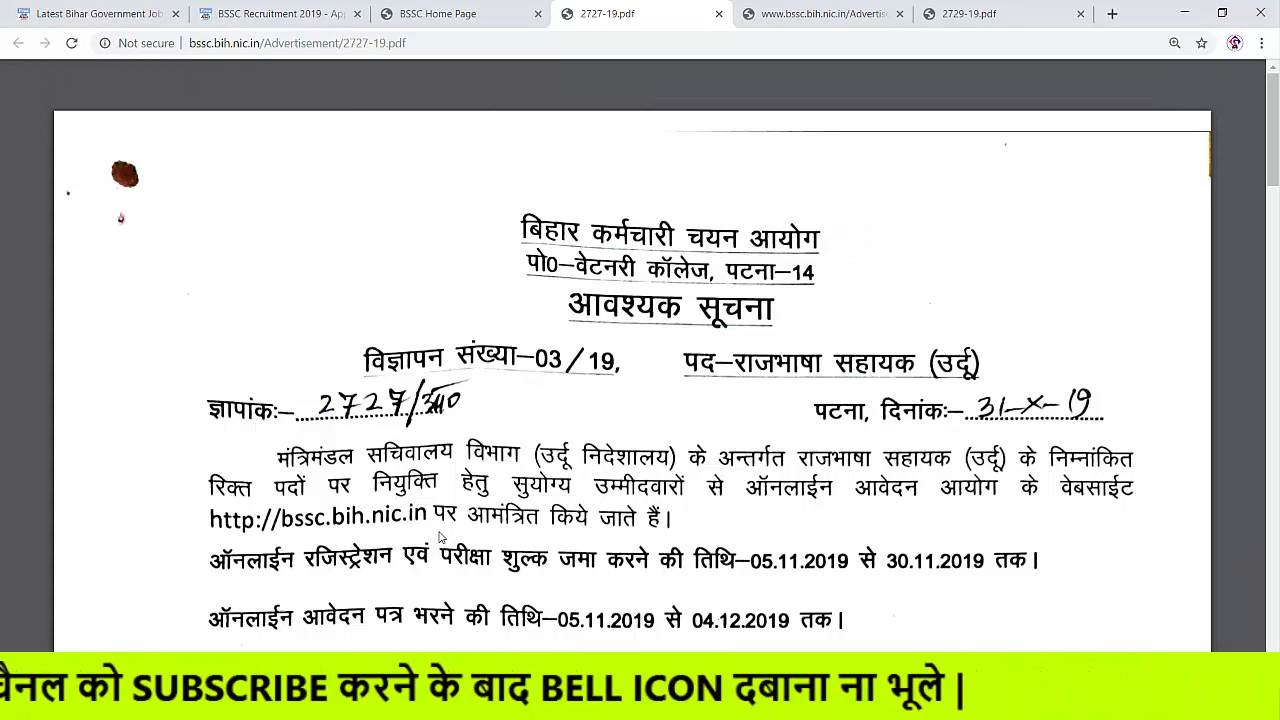 Latest Bihar Government Job
BSSC Recruitment 2019 - App
BSSC Home Page
2727-19.pdf
www.bssc.bih.nic.in/Advertis
2729-19.pdf
Not secure
bssc.bih.nic.in/Advertisement/2727-19.pdf
बिहार कर्मचारी चयन आयोग
पो0–वेटनरी कॉलेज, पटना–14
आवश्यक सूचना
विज्ञापन संख्या–03/19, पद–राजभाषा सहायक (उर्दू)
ज्ञापांकः– 2727/ पटना, दिनांकः– 31-X-19
मंत्रिमंडल सचिवालय विभाग (उर्दू निदेशालय) के अन्तर्गत राजभाषा सहायक (उर्दू) के निम्नांकित
रिक्त पदों पर नियुक्ति हेतु सुयोग्य उम्मीदवारों से ऑनलाईन आवेदन आयोग के वेबसाईट
http://bssc.bih.nic.in पर आमंत्रित किये जाते हैं।
ऑनलाईन रजिस्ट्रेशन एवं परीक्षा शुल्क जमा करने की तिथि–05.11.2019 से 30.11.2019 तक।
ऑनलाईन आवेदन पत्र भरने की तिथि–05.11.2019 से 04.12.2019 तक।
चैनल को SUBSCRIBE करने के बाद BELL ICON दबाना ना भूले |